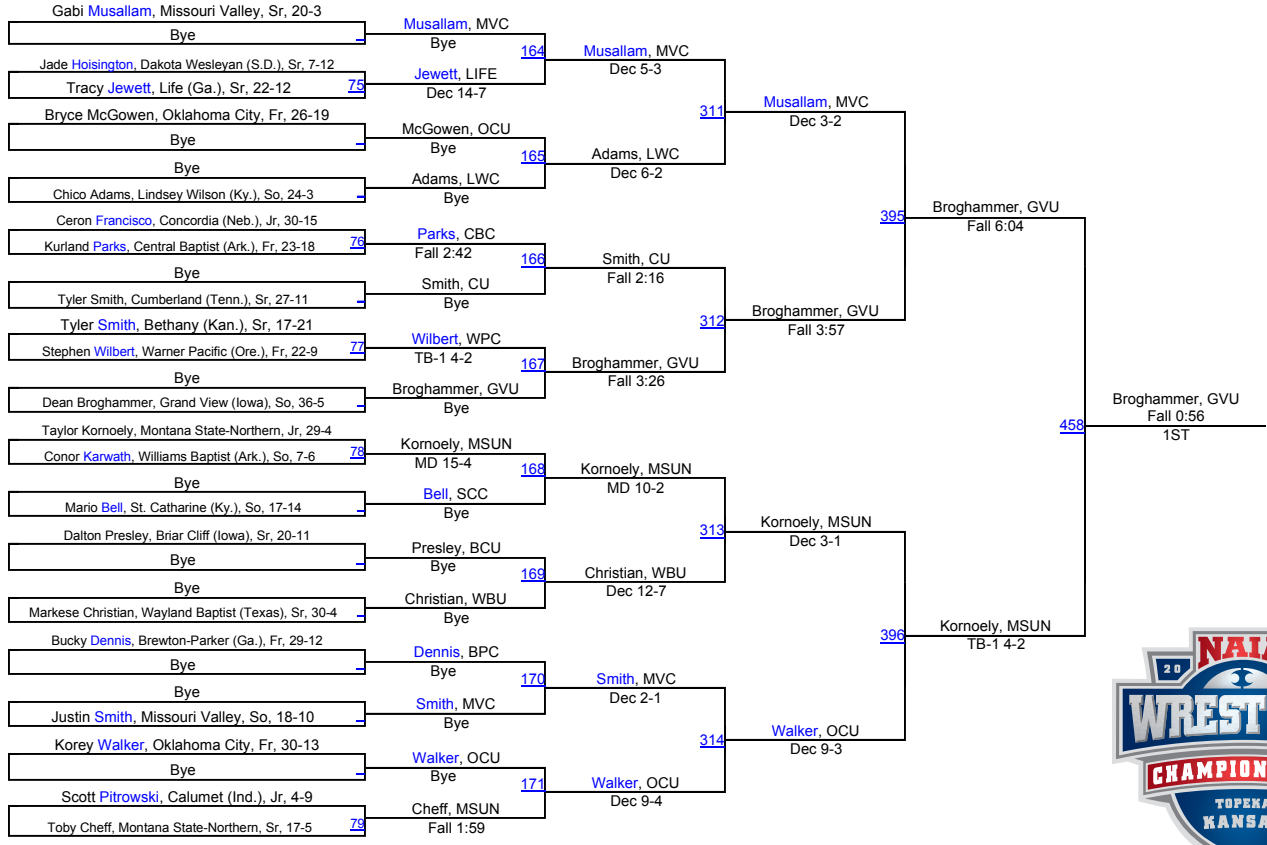 Gabi Musallam, Missouri Valley, Sr, 20-3
Bye
Jade Hoisington, Dakota Wesleyan (S.D.), Sr, 7-12
Tracy Jewett, Life (Ga.), Sr, 22-12 75
Bryce McGowen, Oklahoma City, Fr, 26-19
Bye
Bye
Chico Adams, Lindsey Wilson (Ky.), So, 24-3
Ceron Francisco, Concordia (Neb.), Jr, 30-15
Kurland Parks, Central Baptist (Ark.), Fr, 23-18 76
Bye
Tyler Smith, Cumberland (Tenn.), Sr, 27-11
Tyler Smith, Bethany (Kan.), Sr, 17-21
Stephen Wilbert, Warner Pacific (Ore.), Fr, 22-9 77
Bye
Dean Broghammer, Grand View (Iowa), So, 36-5
Taylor Kornoely, Montana State-Northern, Jr, 29-4
Conor Karwath, Williams Baptist (Ark.), So, 7-6 78
Bye
Mario Bell, St. Catharine (Ky.), So, 17-14
Dalton Presley, Briar Cliff (Iowa), Sr, 20-11
Bye
Bye
Markese Christian, Wayland Baptist (Texas), Sr, 30-4
Bucky Dennis, Brewton-Parker (Ga.), Fr, 29-12
Bye
Bye
Justin Smith, Missouri Valley, So, 18-10
Korey Walker, Oklahoma City, Fr, 30-13
Bye
Scott Pitrowski, Calumet (Ind.), Jr, 4-9
Toby Cheff, Montana State-Northern, Sr, 17-5 79
Musallam, MVC
Bye
164
Jewett, LIFE
Dec 14-7
McGowen, OCU
Bye
165
Adams, LWC
Bye
Parks, CBC
Fall 2:42
166
Smith, CU
Bye
Wilbert, WPC
TB-1 4-2
167
Broghammer, GVU
Bye
Kornoely, MSUN
MD 15-4
168
Bell, SCC
Bye
Presley, BCU
Bye
169
Christian, WBU
Bye
Dennis, BPC
Bye
170
Smith, MVC
Bye
Walker, OCU
Bye
171
Cheff, MSUN
Fall 1:59
Musallam, MVC
Dec 5-3
311
Adams, LWC
Dec 6-2
Smith, CU
Fall 2:16
312
Broghammer, GVU
Fall 3:26
Kornoely, MSUN
MD 10-2
313
Christian, WBU
Dec 12-7
Smith, MVC
Dec 2-1
314
Walker, OCU
Dec 9-4
Musallam, MVC
Dec 3-2
395
Broghammer, GVU
Fall 3:57
Kornoely, MSUN
Dec 3-1
396
Walker, OCU
Dec 9-3
Broghammer, GVU
Fall 6:04
458
Kornoely, MSUN
TB-1 4-2
Broghammer, GVU
Fall 0:56
1ST
20 NAI
WREST
CHAMPION
TOPEKA
KANSA